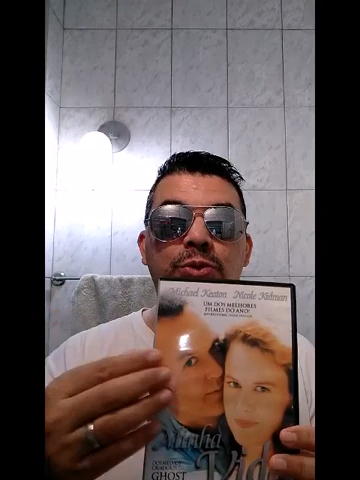 Michael Keaton Nicole Kidman
UM DOS MELHORES
FILMES DO ANO!
Minha
Vida
GHOST